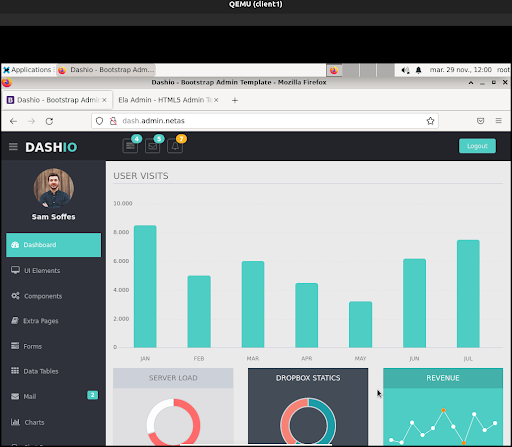 QEMU (client1)
Applications
Dashio - Bootstrap Adm...
mar. 29 nov., 12:00 root
Dashio - Bootstrap Admin Template - Mozilla Firefox
Dashio - Bootstrap Admin
Ela Admin - HTML5 Admin Te
dash.admin.netas
DASHIO
4
5
7
Logout
USER VISITS
Sam Soffes
Dashboard
UI Elements
Components
Extra Pages
Forms
Data Tables
Mail
2
Charts
10.000
8.000
6.000
4.000
2.000
0
JAN FEB MAR APR MAY JUN JUL
SERVER LOAD
DROPBOX STATICS
REVENUE